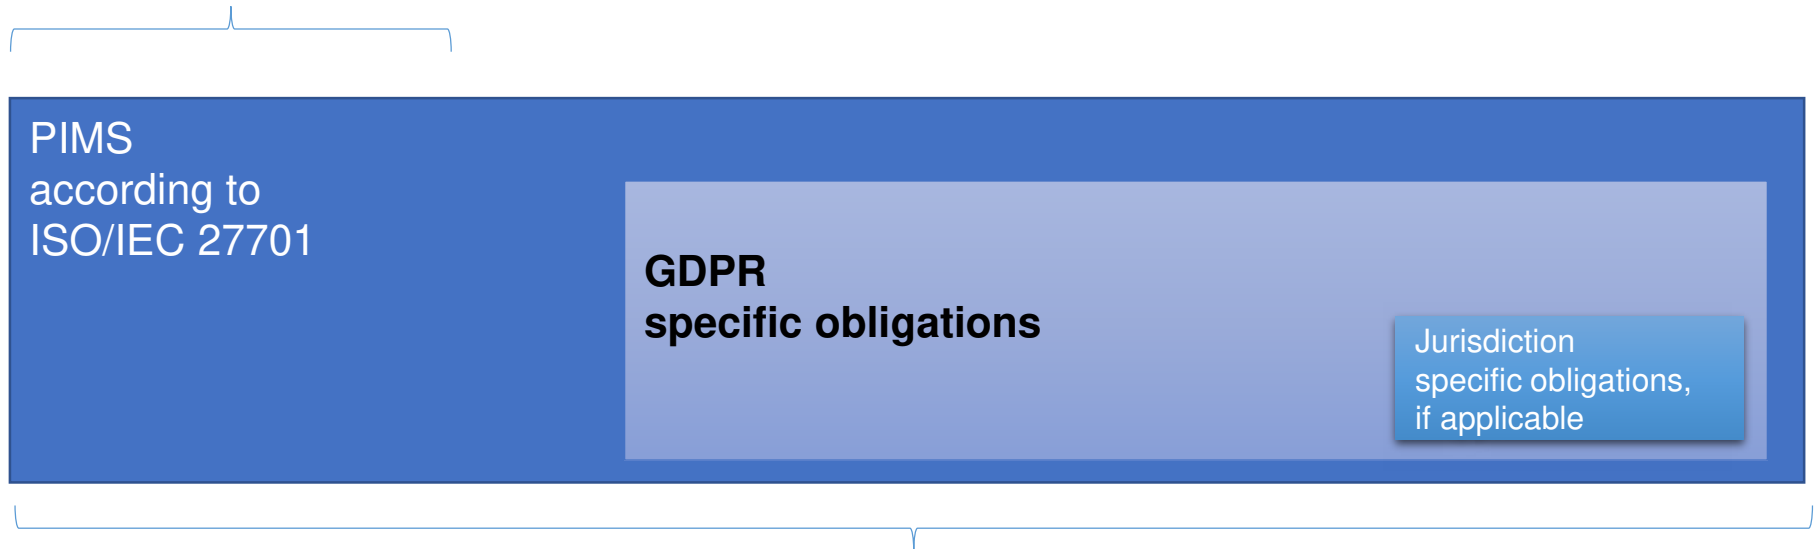 PIMS
according to
ISO/IEC 27701
GDPR
specific obligations
Jurisdiction
specific obligations,
if applicable